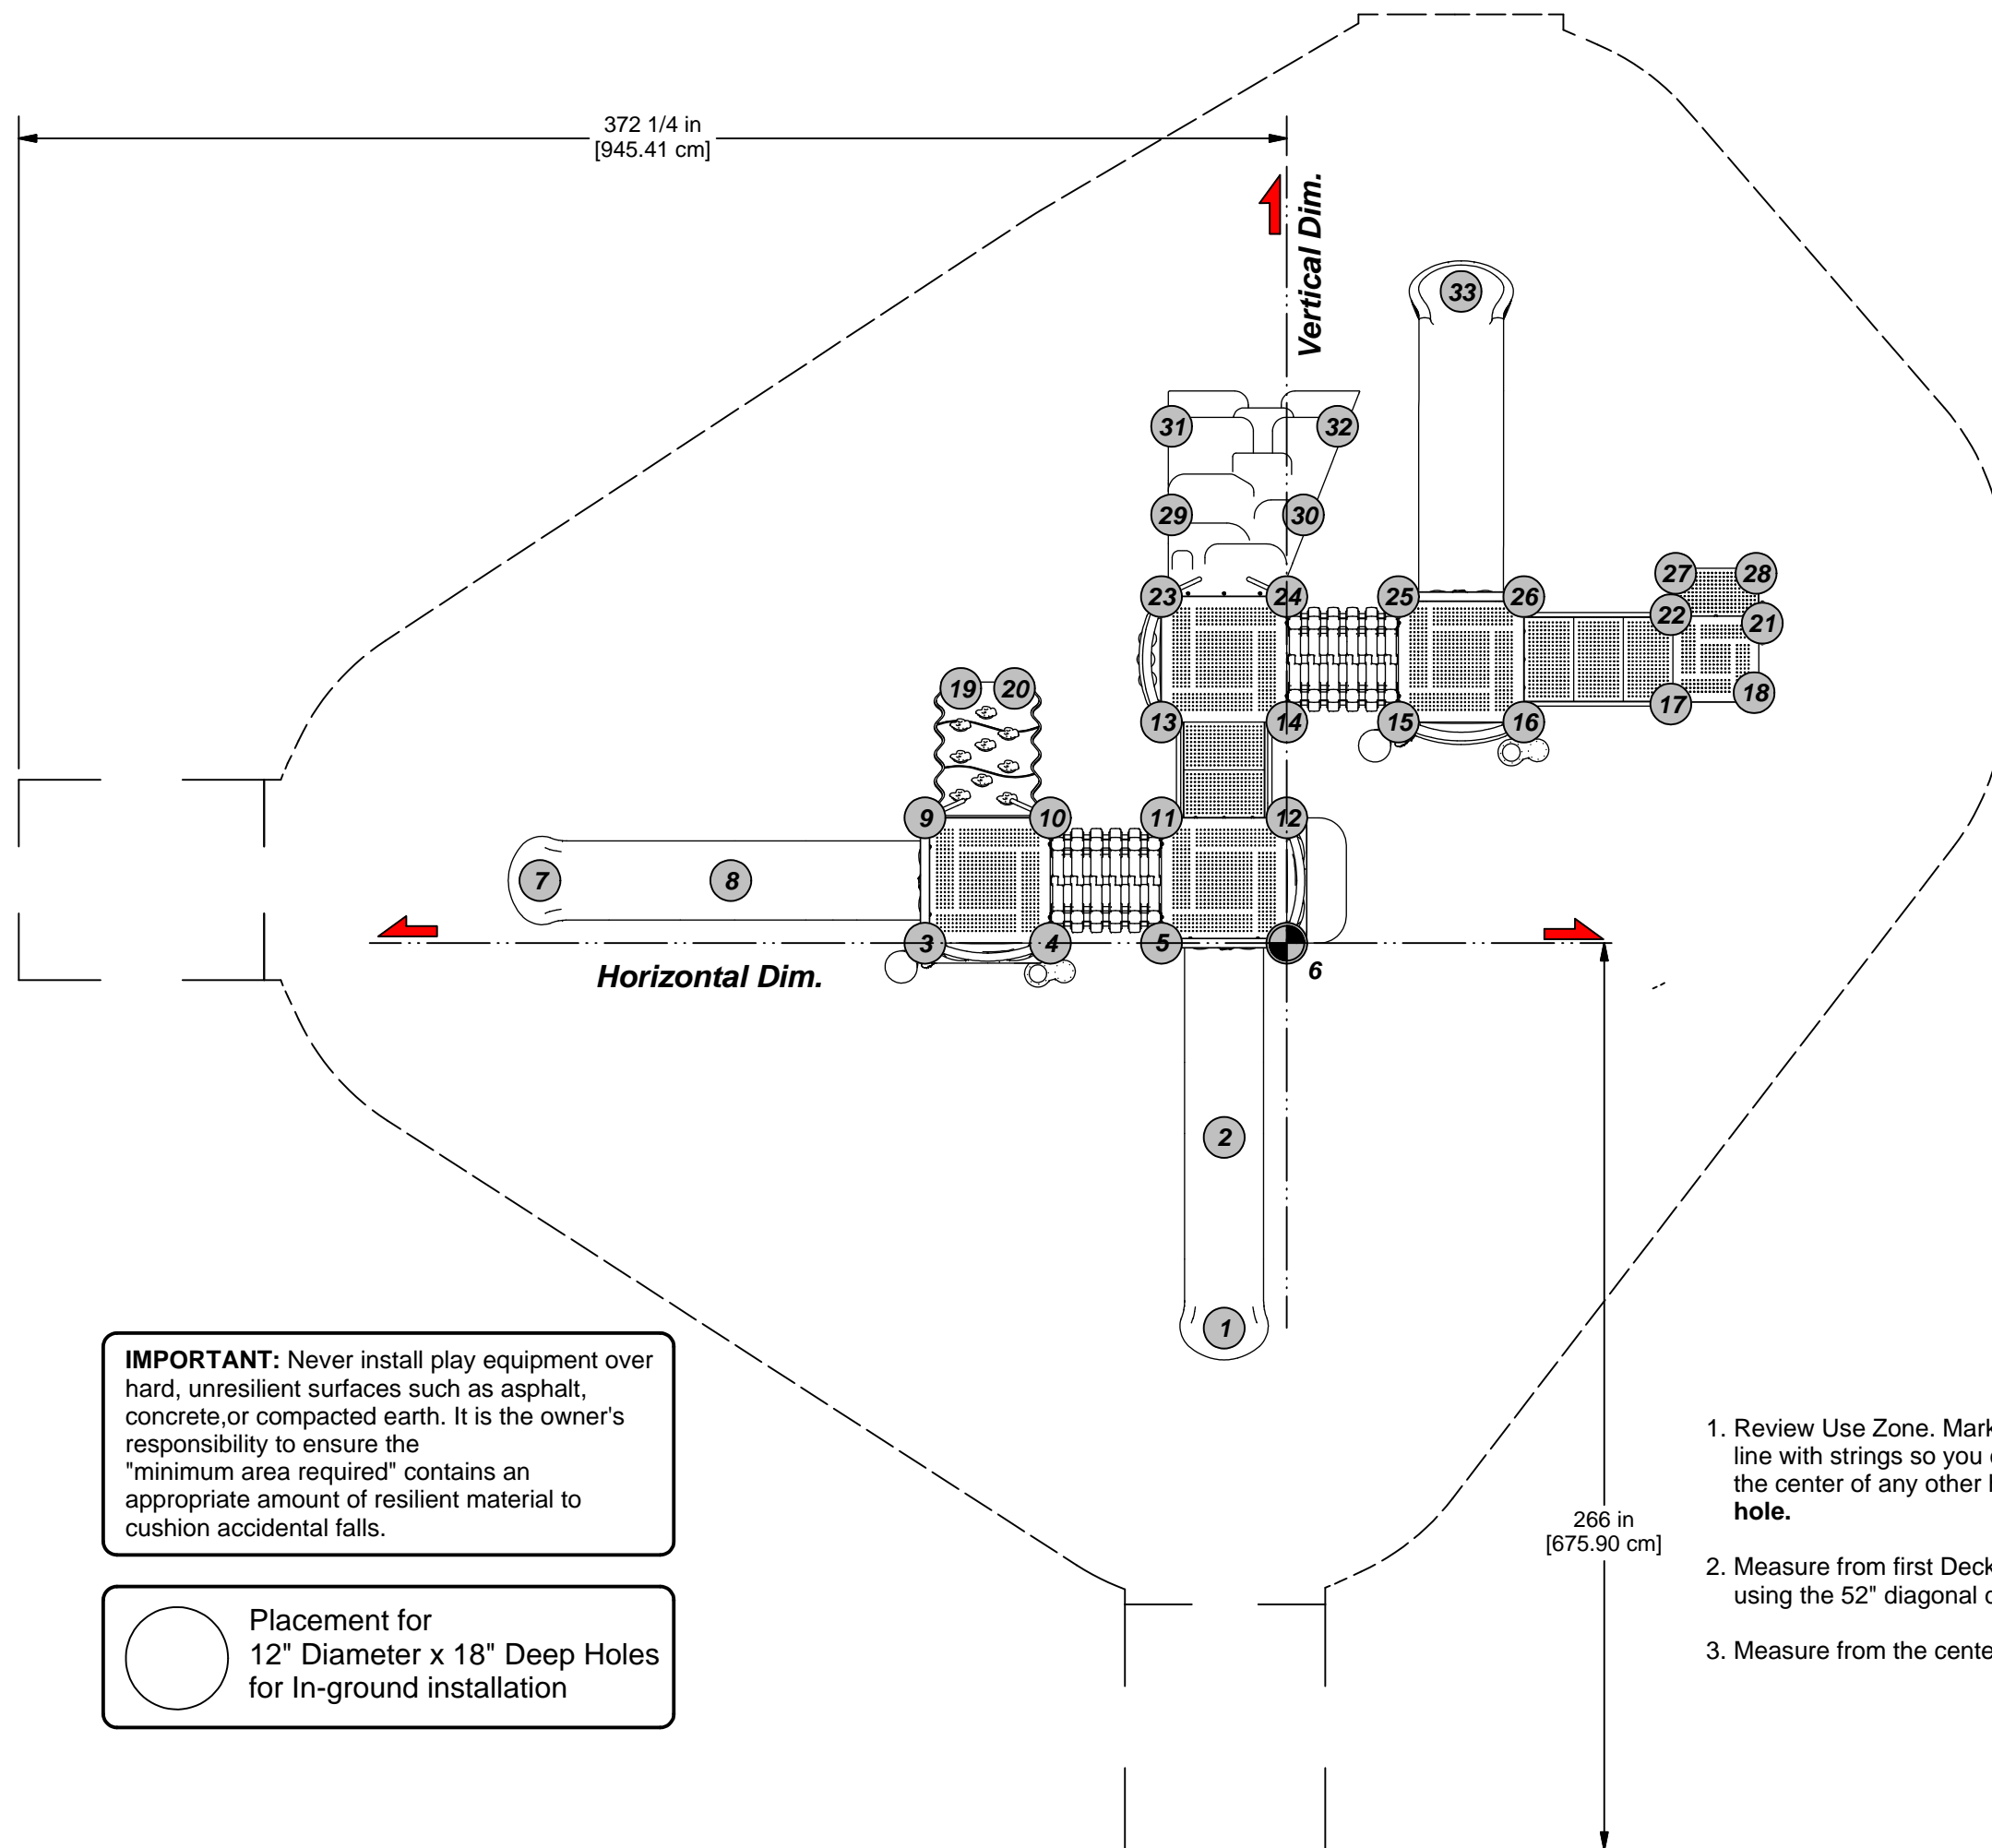 372 1/4 in
[945.41 cm]
Vertical Dim.
33
31
32
29
30
27
28
23
24
25
26
22
21
19
20
13
14
15
16
17
18
9
10
11
12
7
8
3
4
5
6
Horizontal Dim.
2
1
IMPORTANT: Never install play equipment over
hard, unresilient surfaces such as asphalt,
concrete,or compacted earth. It is the owner's
responsibility to ensure the
"minimum area required" contains an
appropriate amount of resilient material to
cushion accidental falls.
Placement for
12" Diameter x 18" Deep Holes
for In-ground installation
266 in
[675.90 cm]
1. Review Use Zone. Mark
line with strings so you
the center of any other
hole.
2. Measure from first Deck
using the 52" diagonal
3. Measure from the